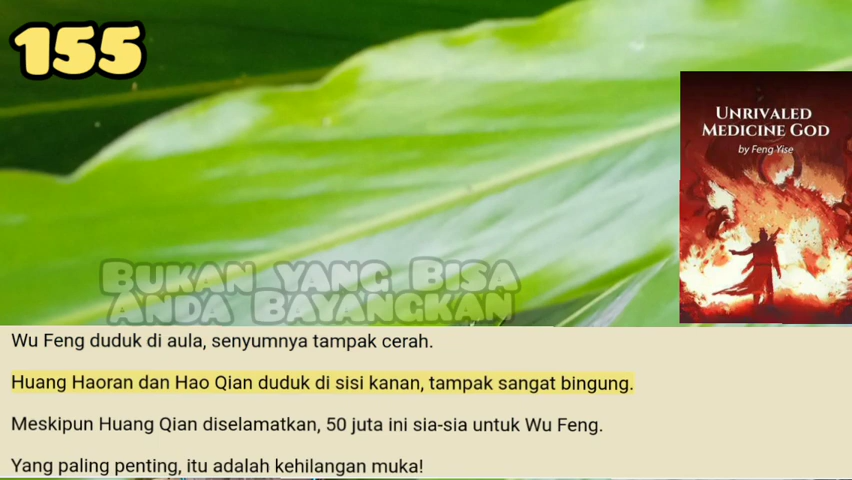 155
UNRIVALED
MEDICINE GOD
by Feng Yise
BUKAN YANG BISA
ANDA BAYANGKAN
Wu Feng duduk di aula, senyumnya tampak cerah.
Huang Haoran dan Hao Qian duduk di sisi kanan, tampak sangat bingung.
Meskipun Huang Qian diselamatkan, 50 juta ini sia-sia untuk Wu Feng.
Yang paling penting, itu adalah kehilangan muka!